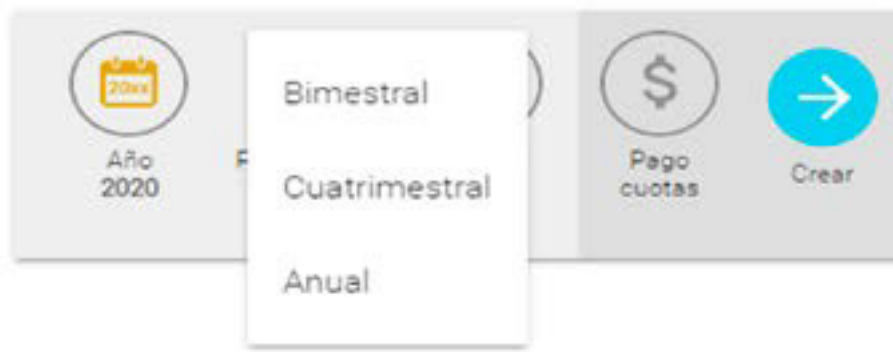 20xx
Año
2020
Bimestral
Cuatrimestral
Anual
$
Pago
cuotas
Crear